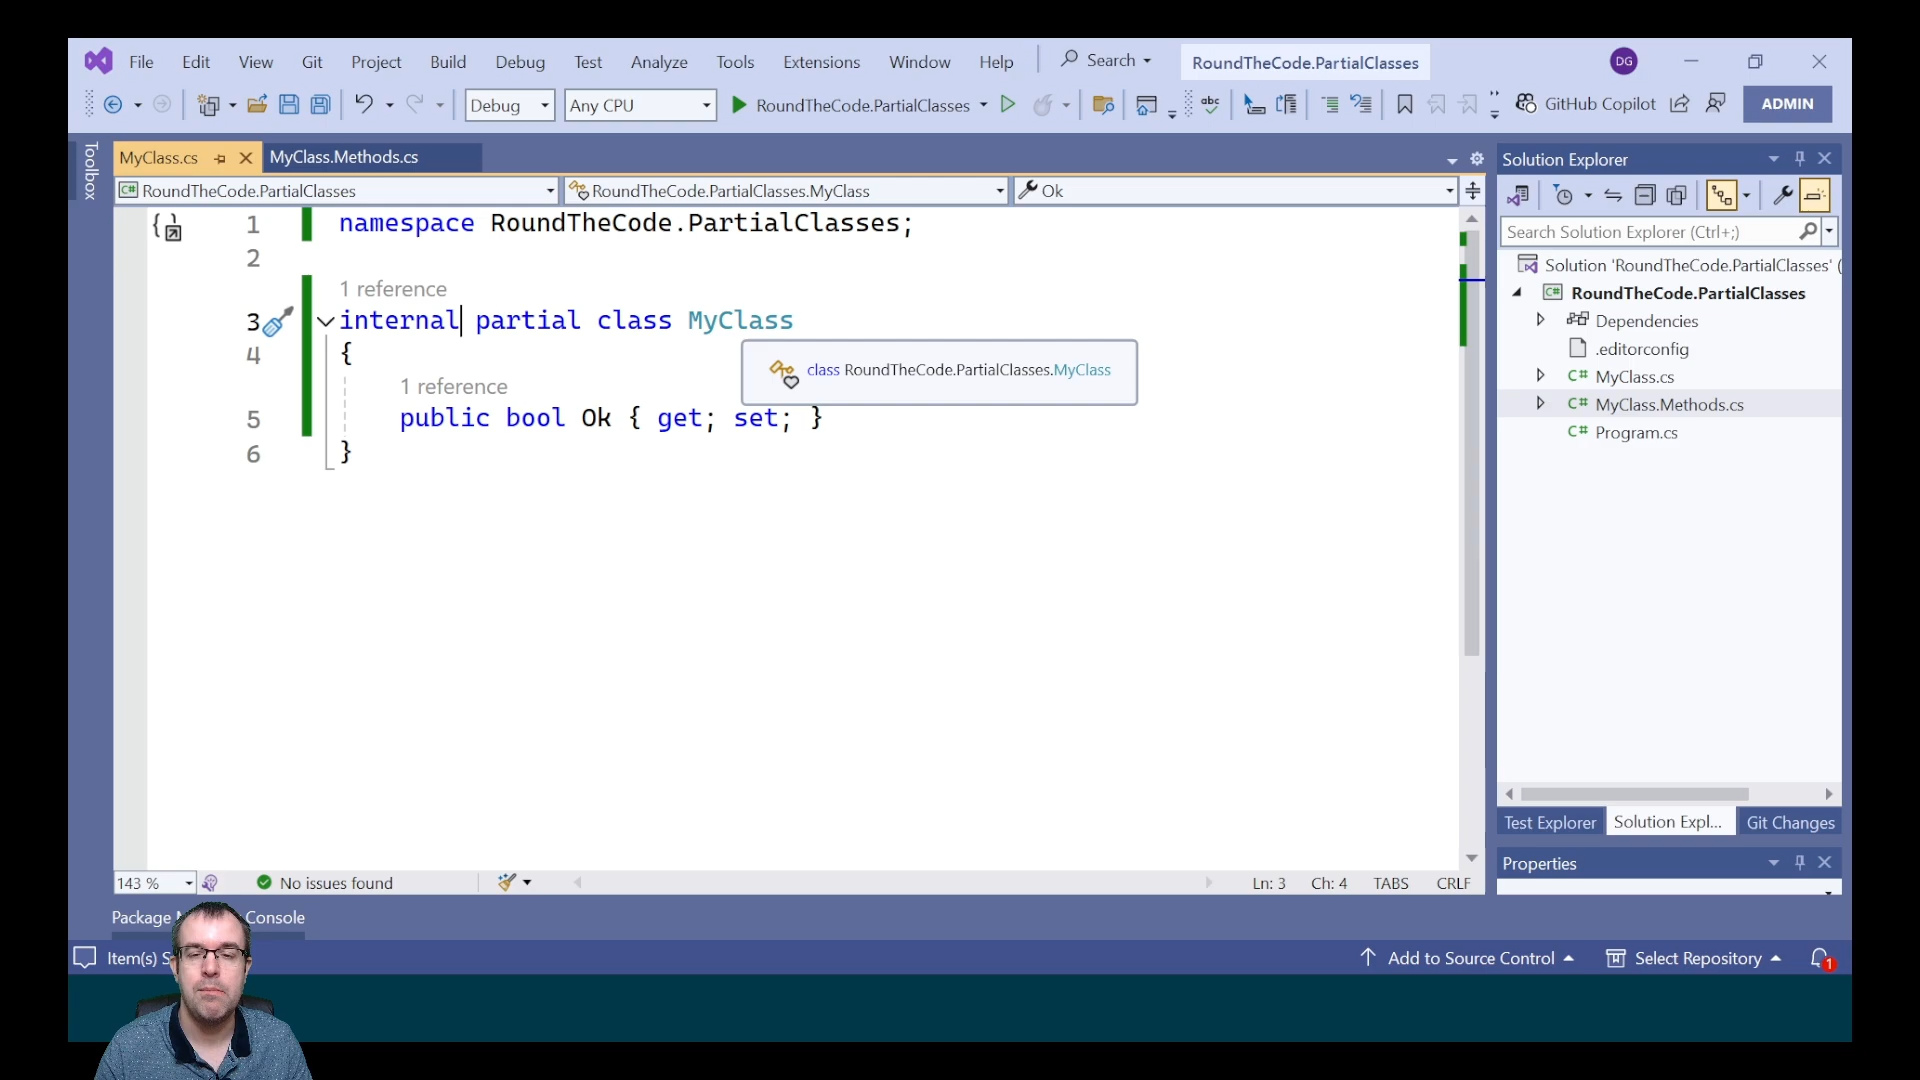 File Edit View Git Project Build Debug Test Analyze Tools Extensions Window Help Search RoundTheCode.PartialClasses DG
Debug Any CPU RoundTheCode.PartialClasses abc GitHub Copilot ADMIN
Toolbox
MyClass.cs MyClass.Methods.cs
C# RoundTheCode.PartialClasses RoundTheCode.PartialClasses.MyClass Ok
1 namespace RoundTheCode.PartialClasses;
2
1 reference
3 internal partial class MyClass
4 {
class RoundTheCode.PartialClasses.MyClass
1 reference
5 public bool Ok { get; set; }
6 }
143 % No issues found Ln: 3 Ch: 4 TABS CRLF
Solution Explorer
Search Solution Explorer (Ctrl+;)
Solution 'RoundTheCode.PartialClasses' (
C# RoundTheCode.PartialClasses
Dependencies
.editorconfig
C# MyClass.cs
C# MyClass.Methods.cs
C# Program.cs
Test Explorer Solution Expl... Git Changes
Properties
Package Console
Item(s) Add to Source Control Select Repository 1